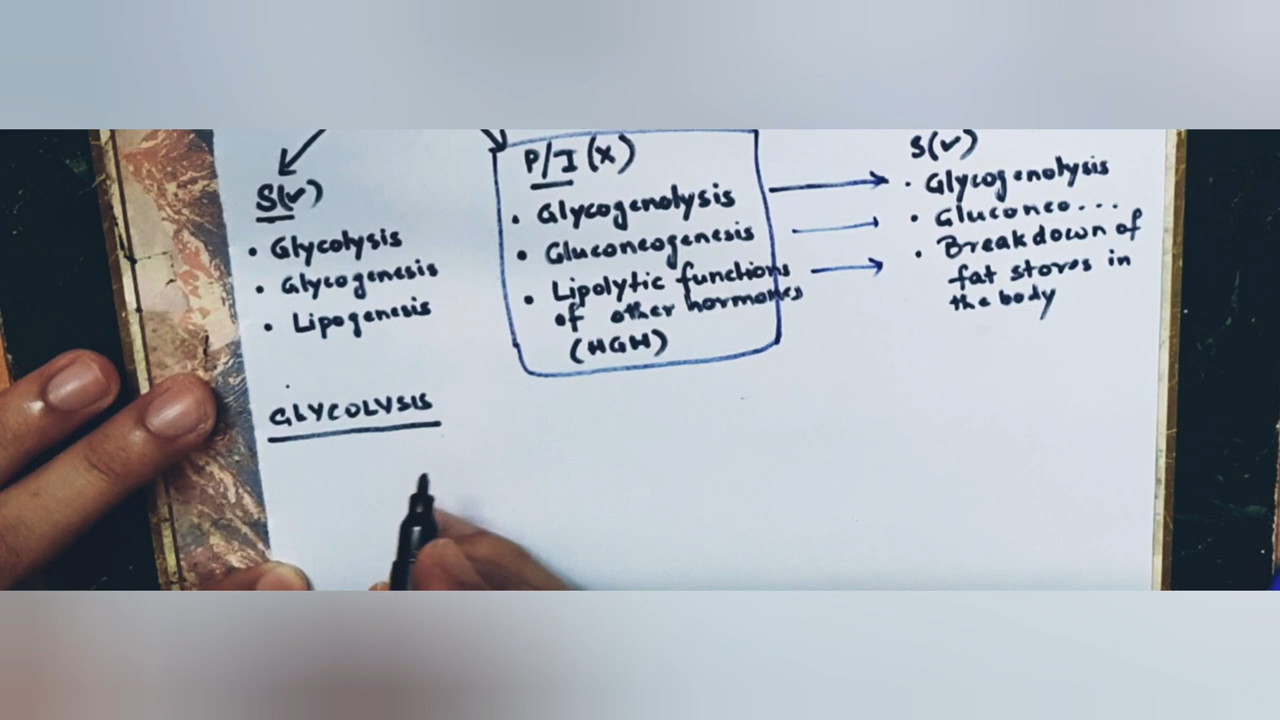 S(✓)
• Glycolysis
• Glycogenesis
• Lipogenesis
P/I (X)
• Glycogenolysis
• Gluconeogenesis
• Lipolytic functions
of other hormones
(HGH)
S(✓)
• Glycogenolysis
• Gluconeo...
• Breakdown of
fat stores in
the body
GLYCOLYSIS